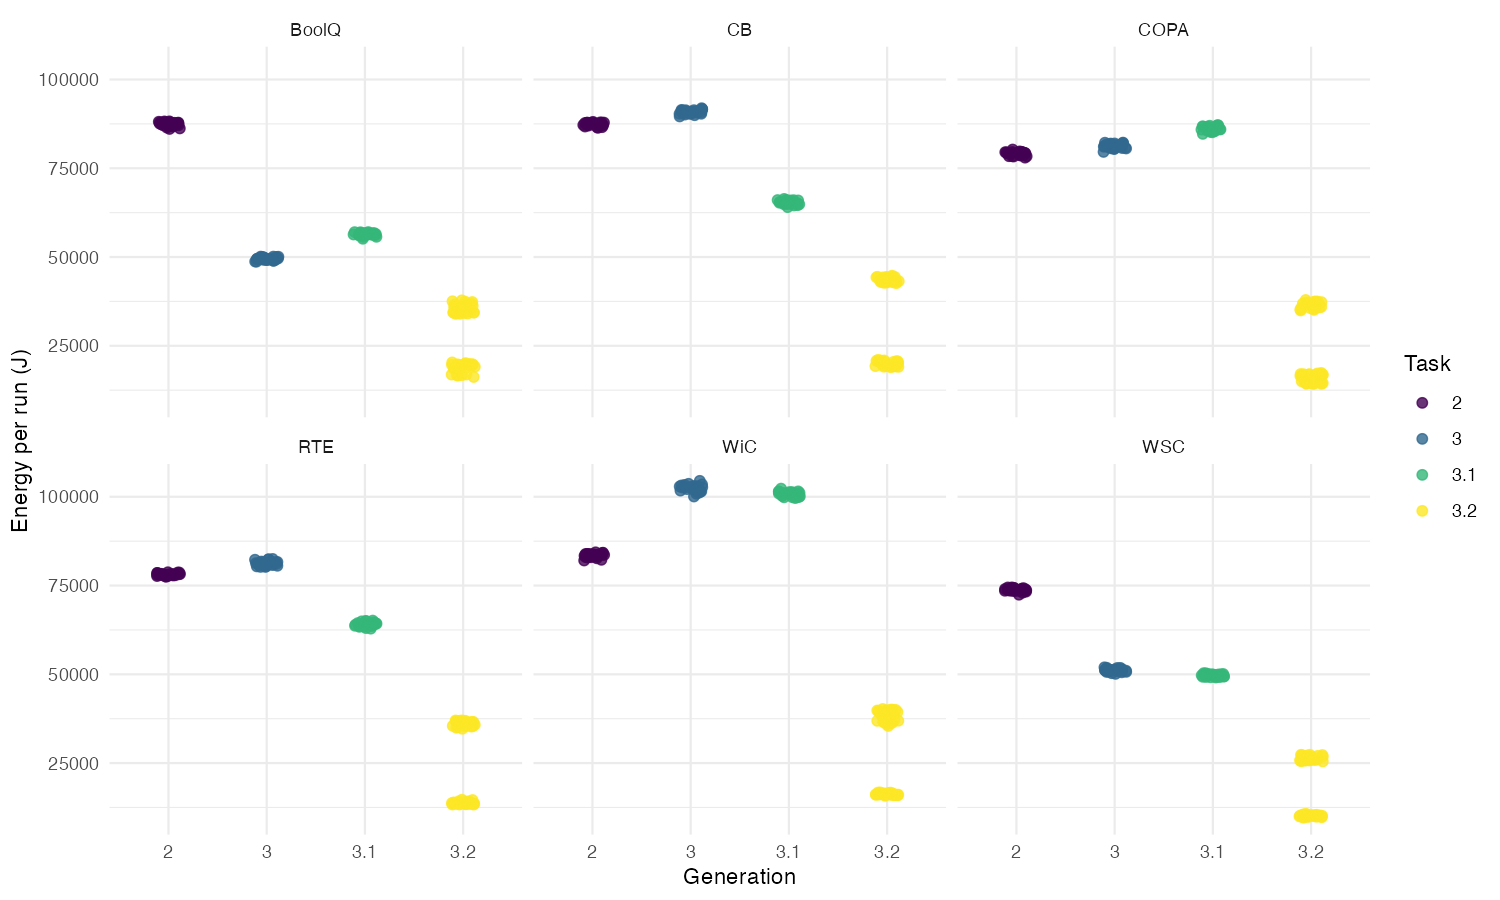 BoolQ
CB
COPA
100000
75000
50000
25000
RTE
WiC
WSC
100000
75000
50000
25000
2 3 3.1 3.2
2 3 3.1 3.2
2 3 3.1 3.2
Generation
Energy per run (J)
Task
2
3
3.1
3.2